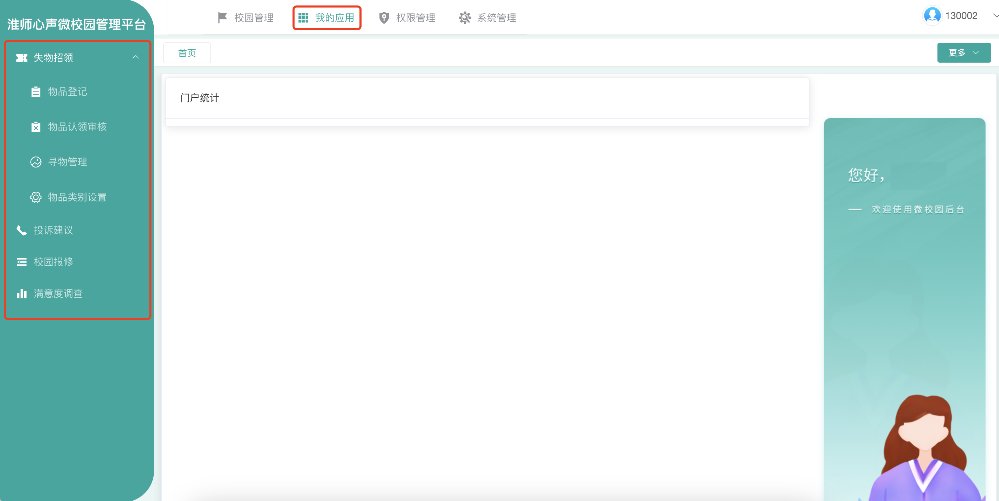 淮师心声微校园管理平台
校园管理
我的应用
权限管理
系统管理
130002
首页
更多
失物招领
物品登记
物品认领审核
寻物管理
物品类别设置
投诉建议
校园报修
满意度调查
门户统计
您好，
— 欢迎使用微校园后台